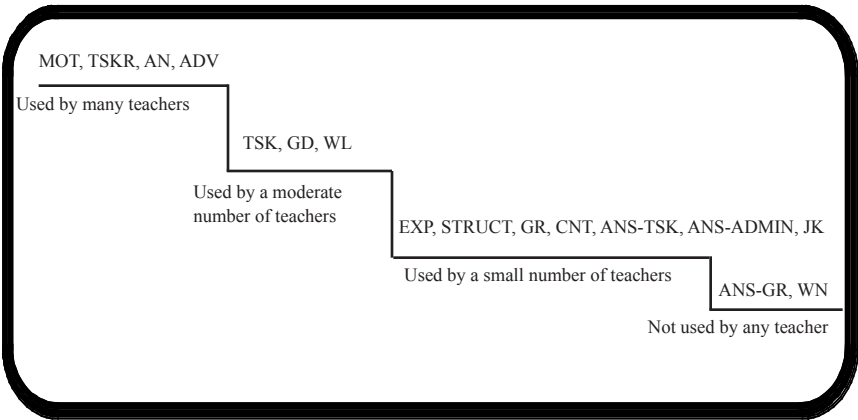 MOT, TSKR, AN, ADV
Used by many teachers
TSK, GD, WL
Used by a moderate
number of teachers
EXP, STRUCT, GR, CNT, ANS-TSK, ANS-ADMIN, JK
Used by a small number of teachers
ANS-GR, WN
Not used by any teacher